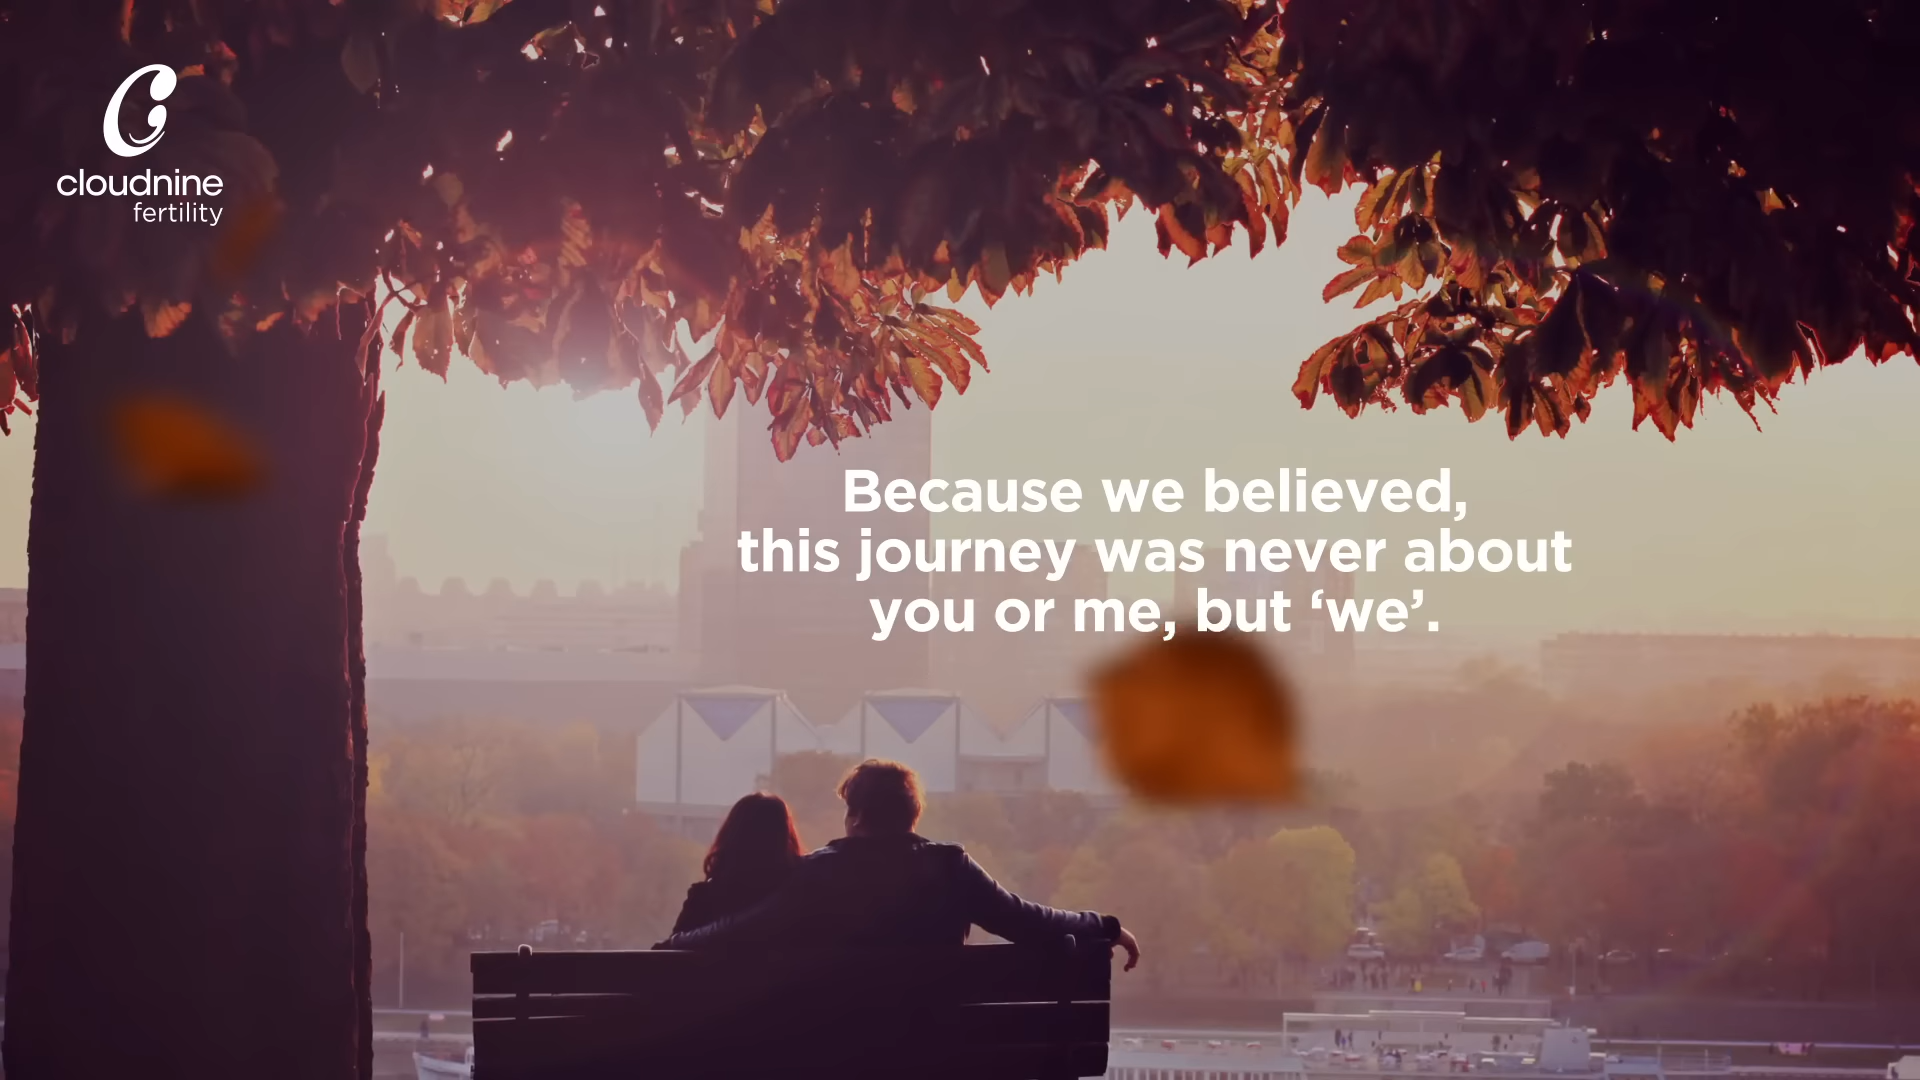 cloudnine
fertility
Because we believed,
this journey was never about
you or me, but ‘we’.